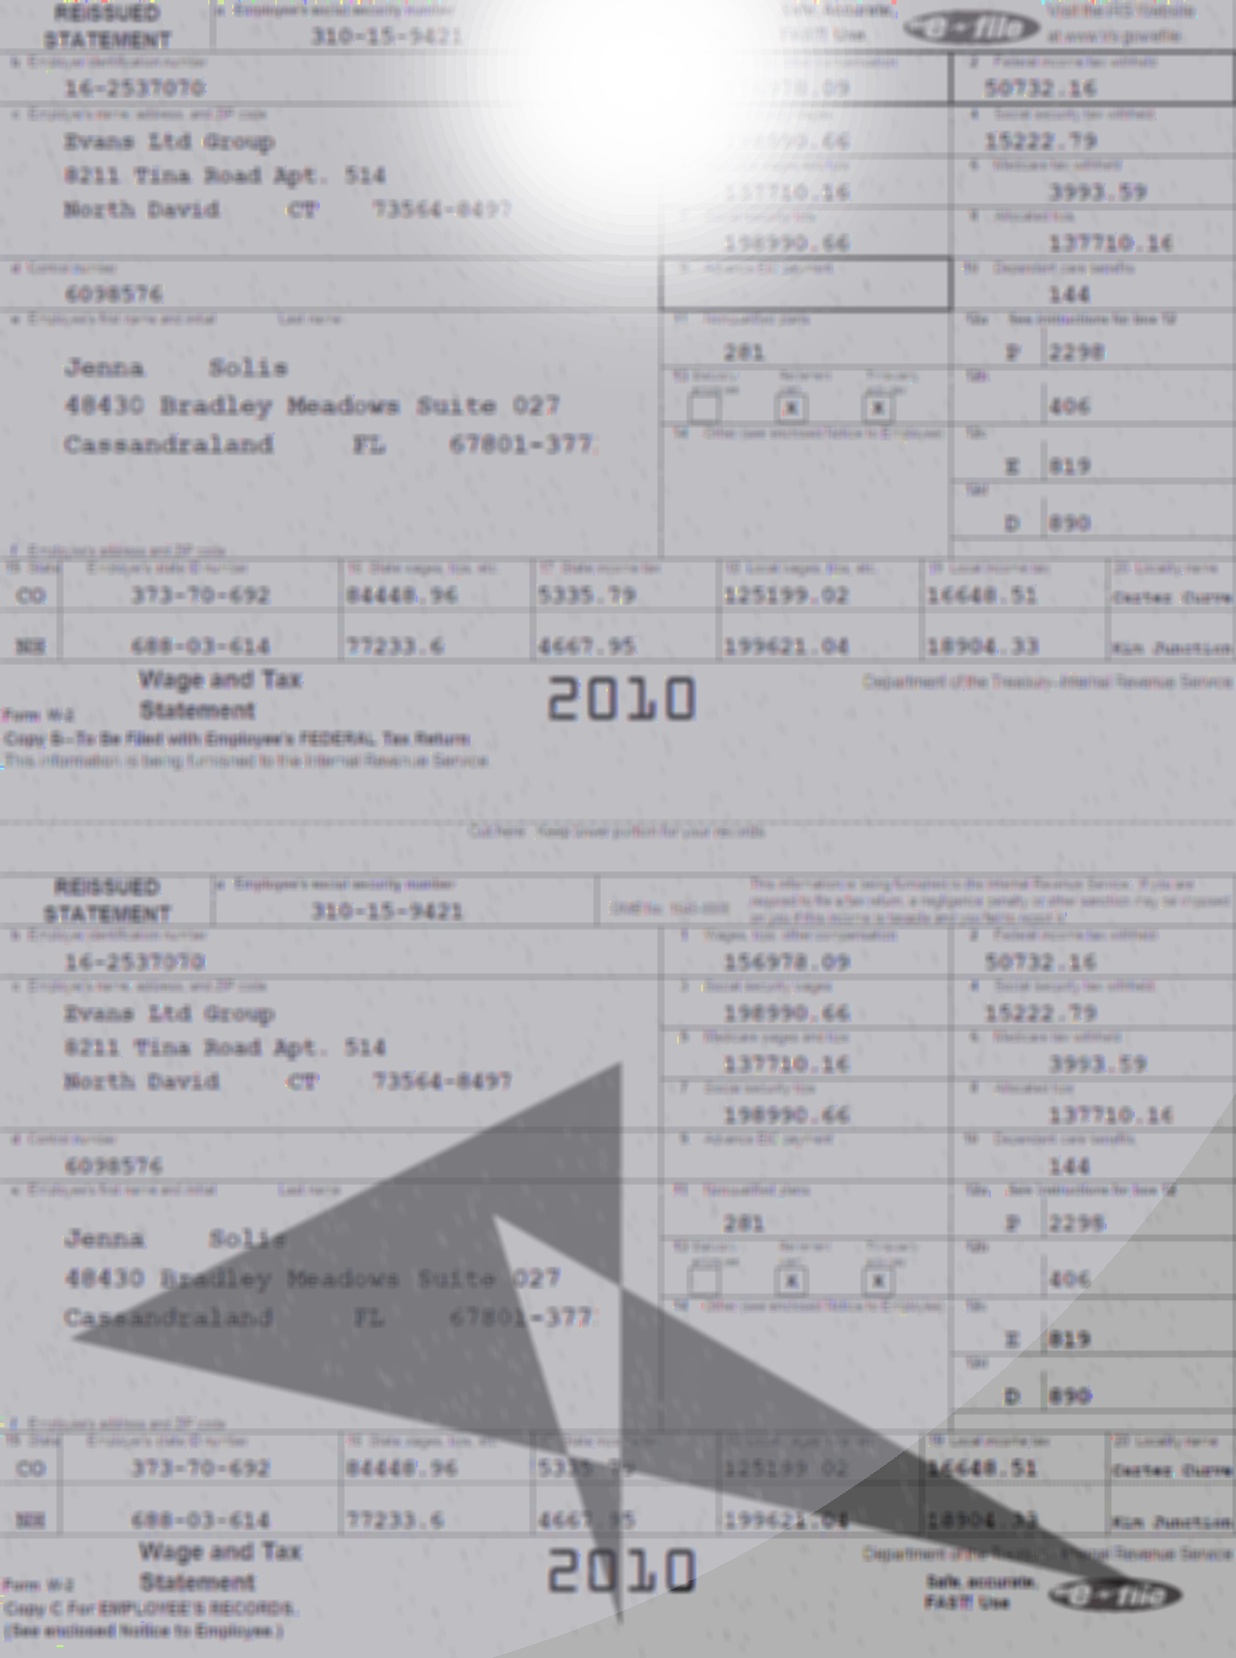 REISSUED STATEMENT
a Employee's social security number
310-15-9421
Safe, Accurate, FAST! Use
e-file
Visit the IRS Website at www.irs.gov/efile.
b Employer identification number
16-2537070
78.09
2 Federal income tax withheld
50732.16
c Employer's name, address, and ZIP code
Evans Ltd Group
8211 Tina Road Apt. 514
North David CT 73564-8497
198990.66
4 Social security tax withheld
15222.79
137710.16
6 Medicare tax withheld
3993.59
7 Social security tips
198990.66
8 Allocated tips
137710.16
d Control number
6098576
9 Advance EIC payment
10 Dependent care benefits
144
e Employee's first name and initial Last name
Jenna Solis
48430 Bradley Meadows Suite 027
Cassandraland FL 67801-377
11 Nonqualified plans
281
12a See instructions for box 12
P 2298
13 Statutory employee Retirement plan Third-party sick pay
X X
12b
406
14 Other (see enclosed Notice to Employee)
12c
E 819
12d
D 890
f Employee's address and ZIP code
15 State Employer's state ID number 16 State wages, tips, etc. 17 State income tax 18 Local wages, tips, etc. 19 Local income tax 20 Locality name
CO 373-70-692 84448.96 5335.79 125199.02 16648.51 Carter Curve
NH 688-03-614 77233.6 4667.95 199621.04 18904.33 Kim Junction
Form W-2
Wage and Tax Statement
2010
Department of the Treasury-Internal Revenue Service
Copy B--To Be Filed with Employee's FEDERAL Tax Return
This information is being furnished to the Internal Revenue Service.
Cut here - Keep lower portion for your records
REISSUED STATEMENT
a Employee's social security number
310-15-9421
OMB No. 1545-0008
This information is being furnished to the Internal Revenue Service. If you are
required to file a tax return, a negligence penalty or other sanction may be imposed
on you if this income is taxable and you fail to report it.
b Employer identification number
16-2537070
1 Wages, tips, other compensation
156978.09
2 Federal income tax withheld
50732.16
c Employer's name, address, and ZIP code
Evans Ltd Group
8211 Tina Road Apt. 514
North David CT 73564-8497
3 Social security wages
198990.66
4 Social security tax withheld
15222.79
5 Medicare wages and tips
137710.16
6 Medicare tax withheld
3993.59
7 Social security tips
198990.66
8 Allocated tips
137710.16
d Control number
6098576
9 Advance EIC payment
10 Dependent care benefits
144
e Employee's first name and initial Last name
Jenna Solis
48430 Bradley Meadows Suite 027
Cassandraland FL 67801-377
11 Nonqualified plans
281
12a See instructions for box 12
P 2298
13 Statutory employee Retirement plan Third-party sick pay
X X
12b
406
14 Other (see enclosed Notice to Employee)
12c
E 819
12d
D 890
f Employee's address and ZIP code
15 State Employer's state ID number 16 State wages, tips, etc. 17 State income tax 18 Local wages, tips, etc. 19 Local income tax 20 Locality name
CO 373-70-692 84448.96 5335.79 125199.02 16648.51 Carter Curve
NH 688-03-614 77233.6 4667.95 199621.04 18904.33 Kim Junction
Form W-2
Wage and Tax Statement
2010
Department of the Treasury-Internal Revenue Service
Safe, accurate, FAST! Use
e-file
Copy C For EMPLOYEE'S RECORDS.
(See enclosed Notice to Employee.)